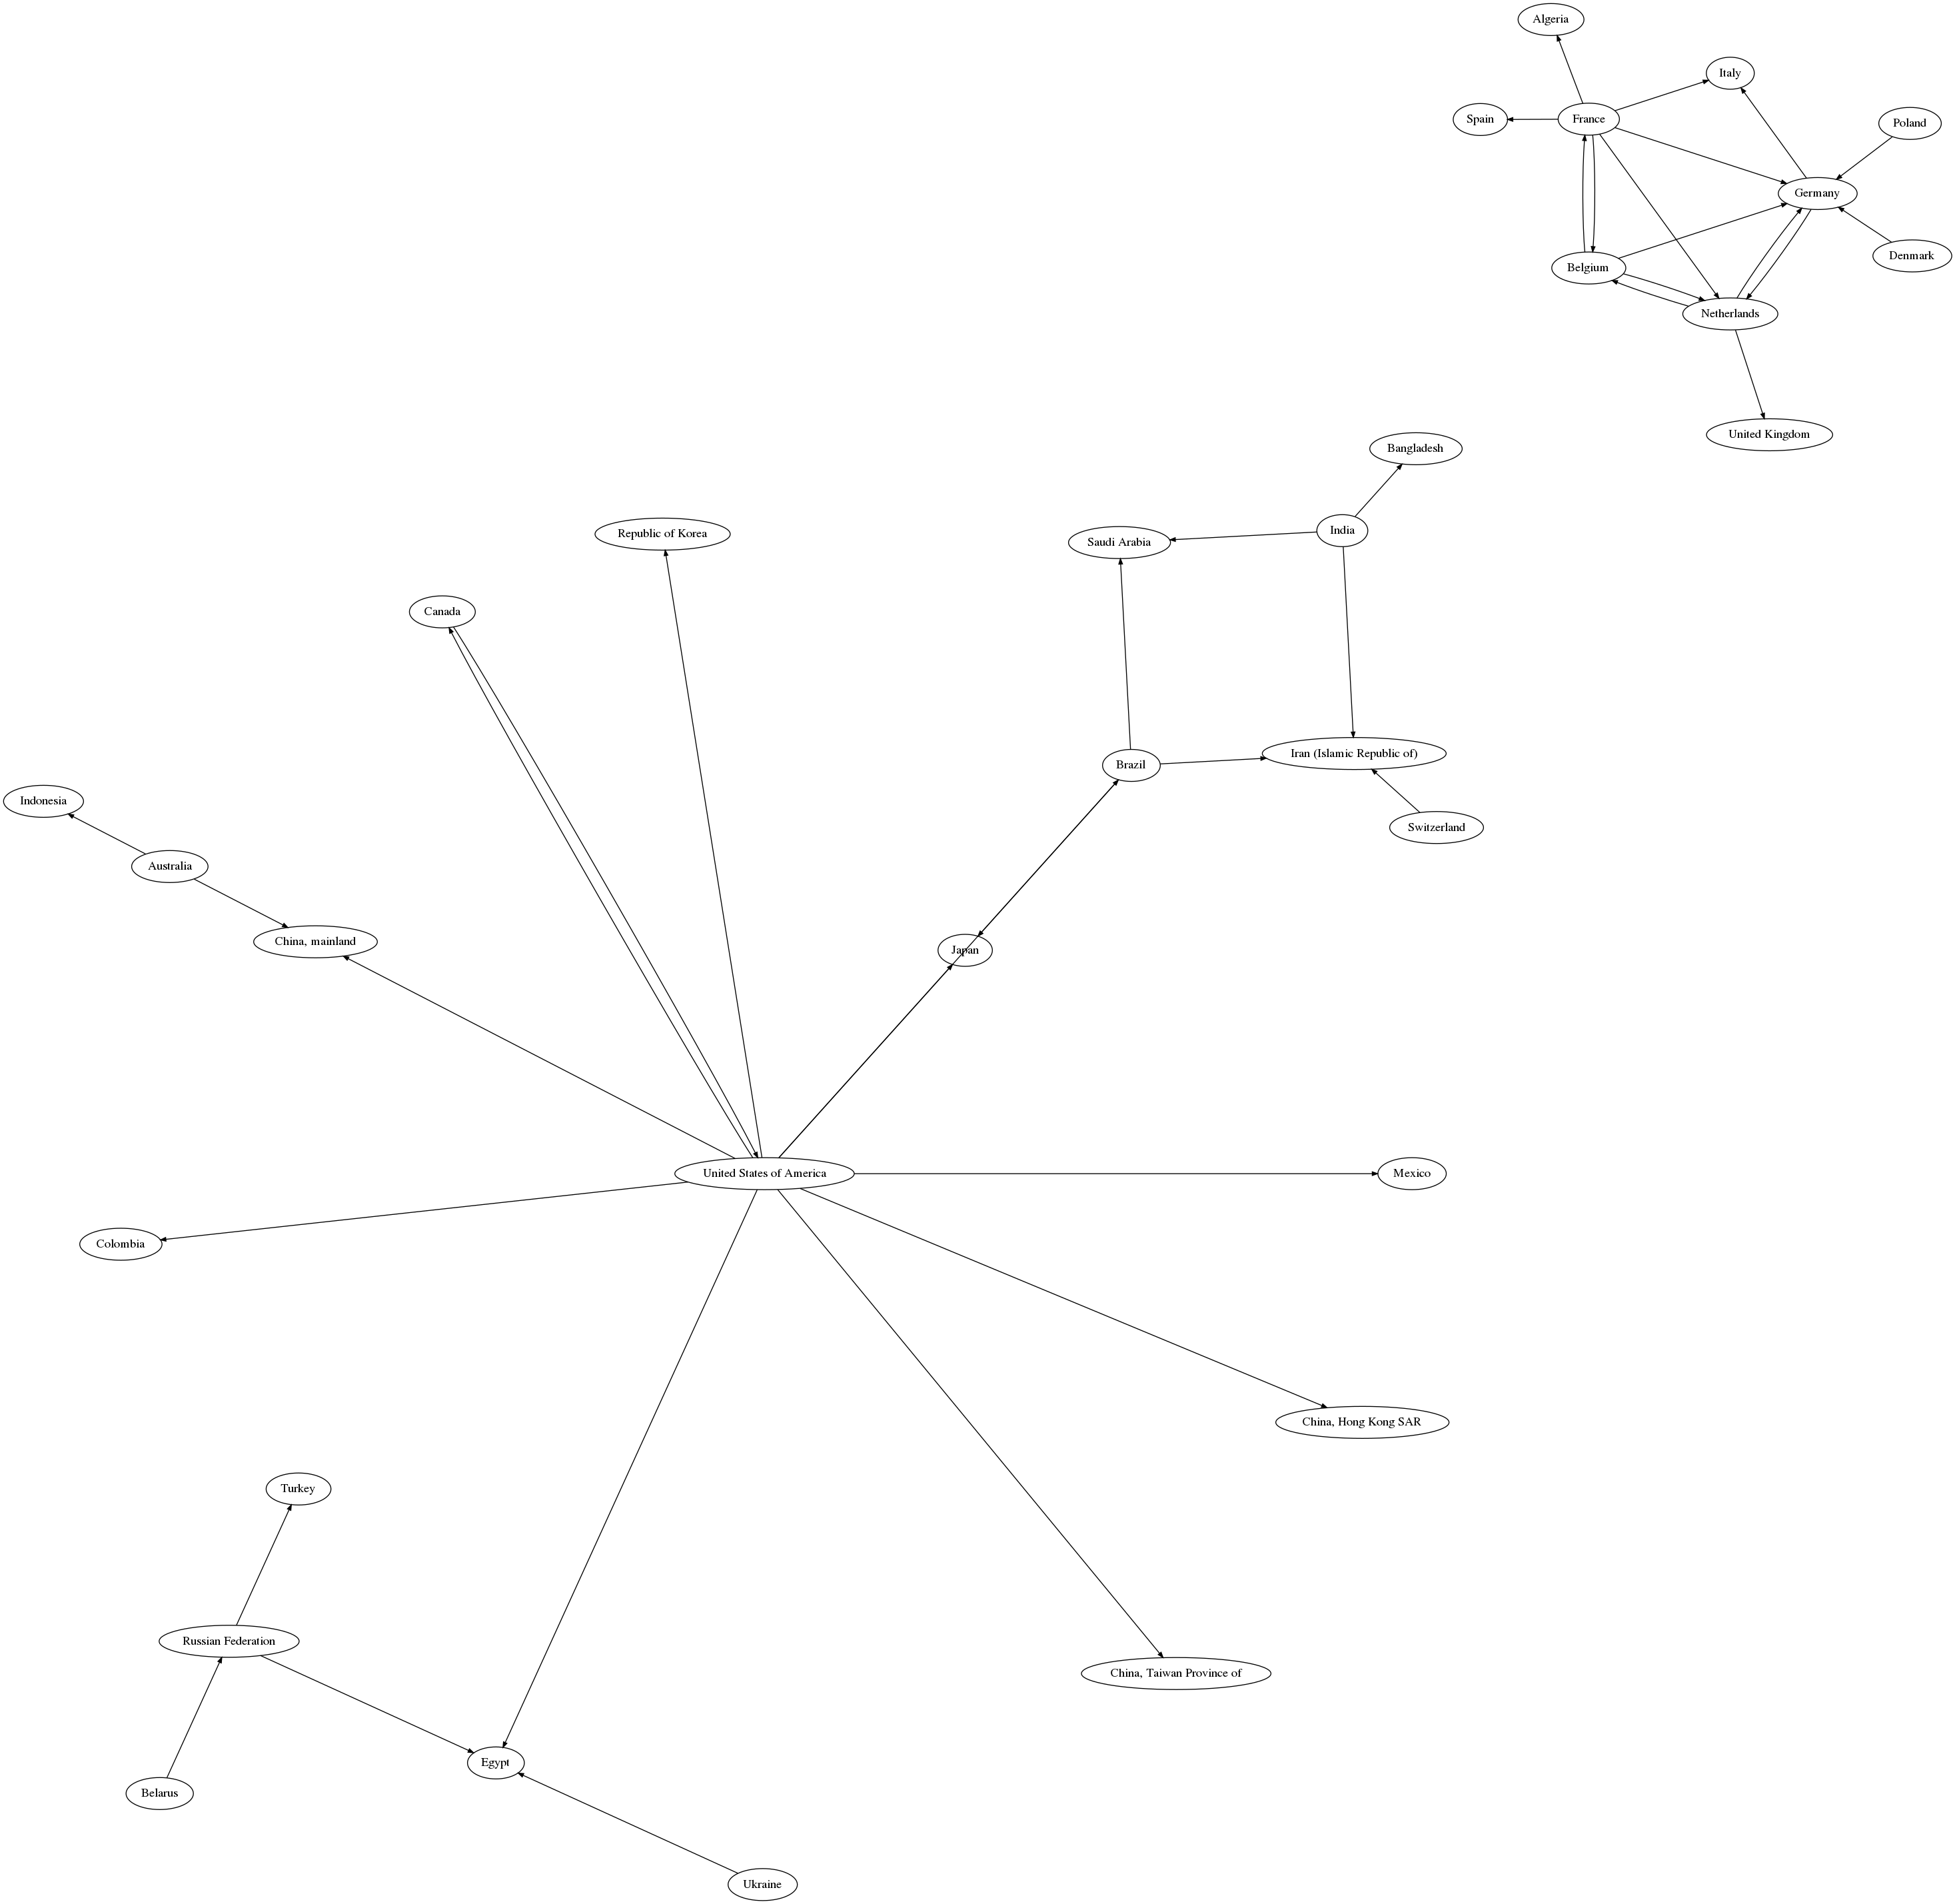 Algeria
Italy
Spain
France
Poland
Germany
Belgium
Denmark
Netherlands
United Kingdom
Bangladesh
India
Republic of Korea
Saudi Arabia
Canada
Brazil
Iran (Islamic Republic of)
Indonesia
Switzerland
Australia
China, mainland
Japan
United States of America
Mexico
Colombia
China, Hong Kong SAR
Turkey
Russian Federation
China, Taiwan Province of
Egypt
Belarus
Ukraine